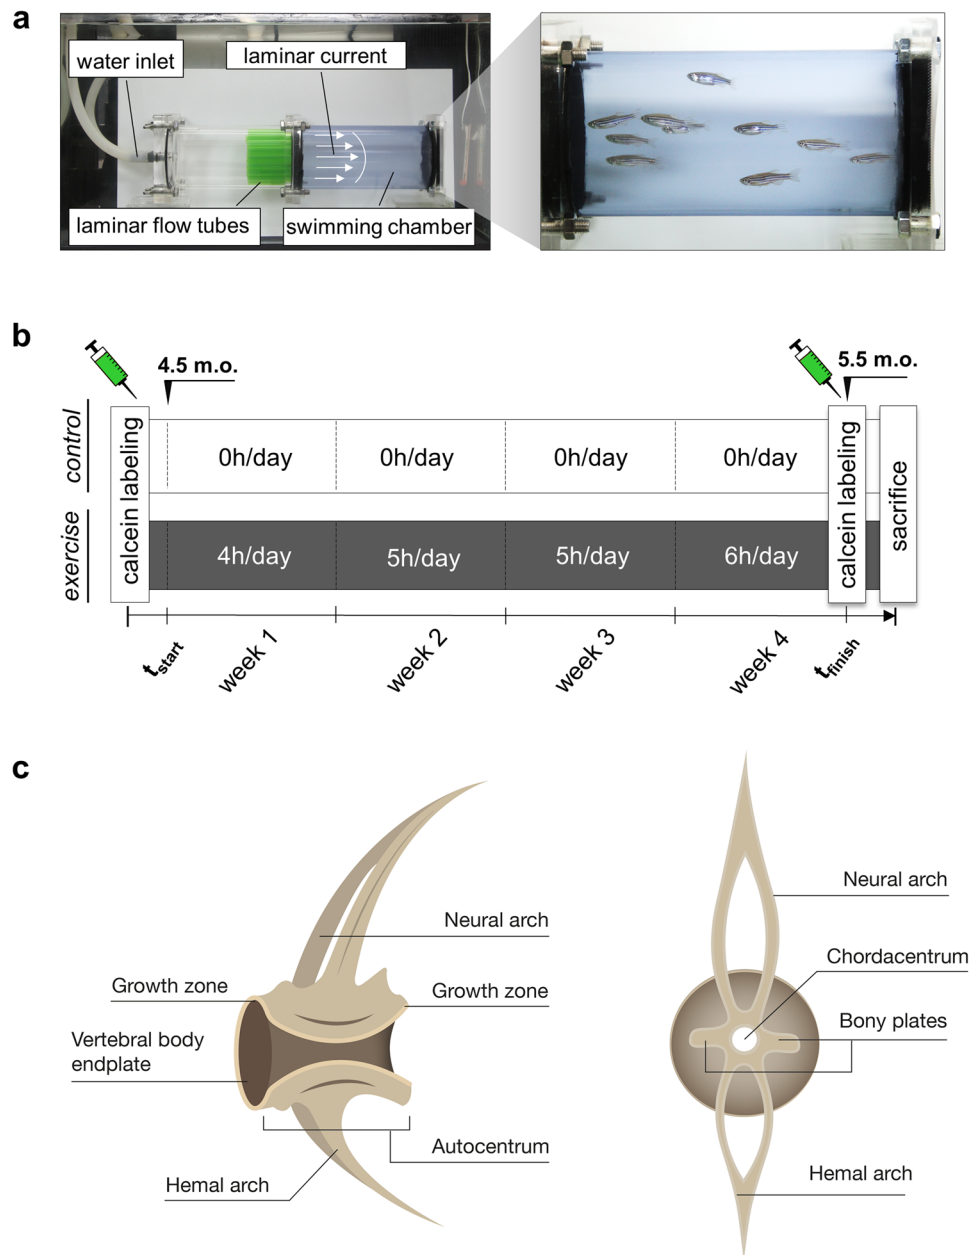 a
water inlet
laminar current
laminar flow tubes
swimming chamber
b
4.5 m.o.
5.5 m.o.
control
calcein labeling
0h/day
0h/day
0h/day
0h/day
calcein labeling
sacrifice
exercise
4h/day
5h/day
5h/day
6h/day
tstart
week 1
week 2
week 3
week 4
tfinish
c
Neural arch
Growth zone
Growth zone
Vertebral body
endplate
Autocentrum
Hemal arch
Neural arch
Chordacentrum
Bony plates
Hemal arch